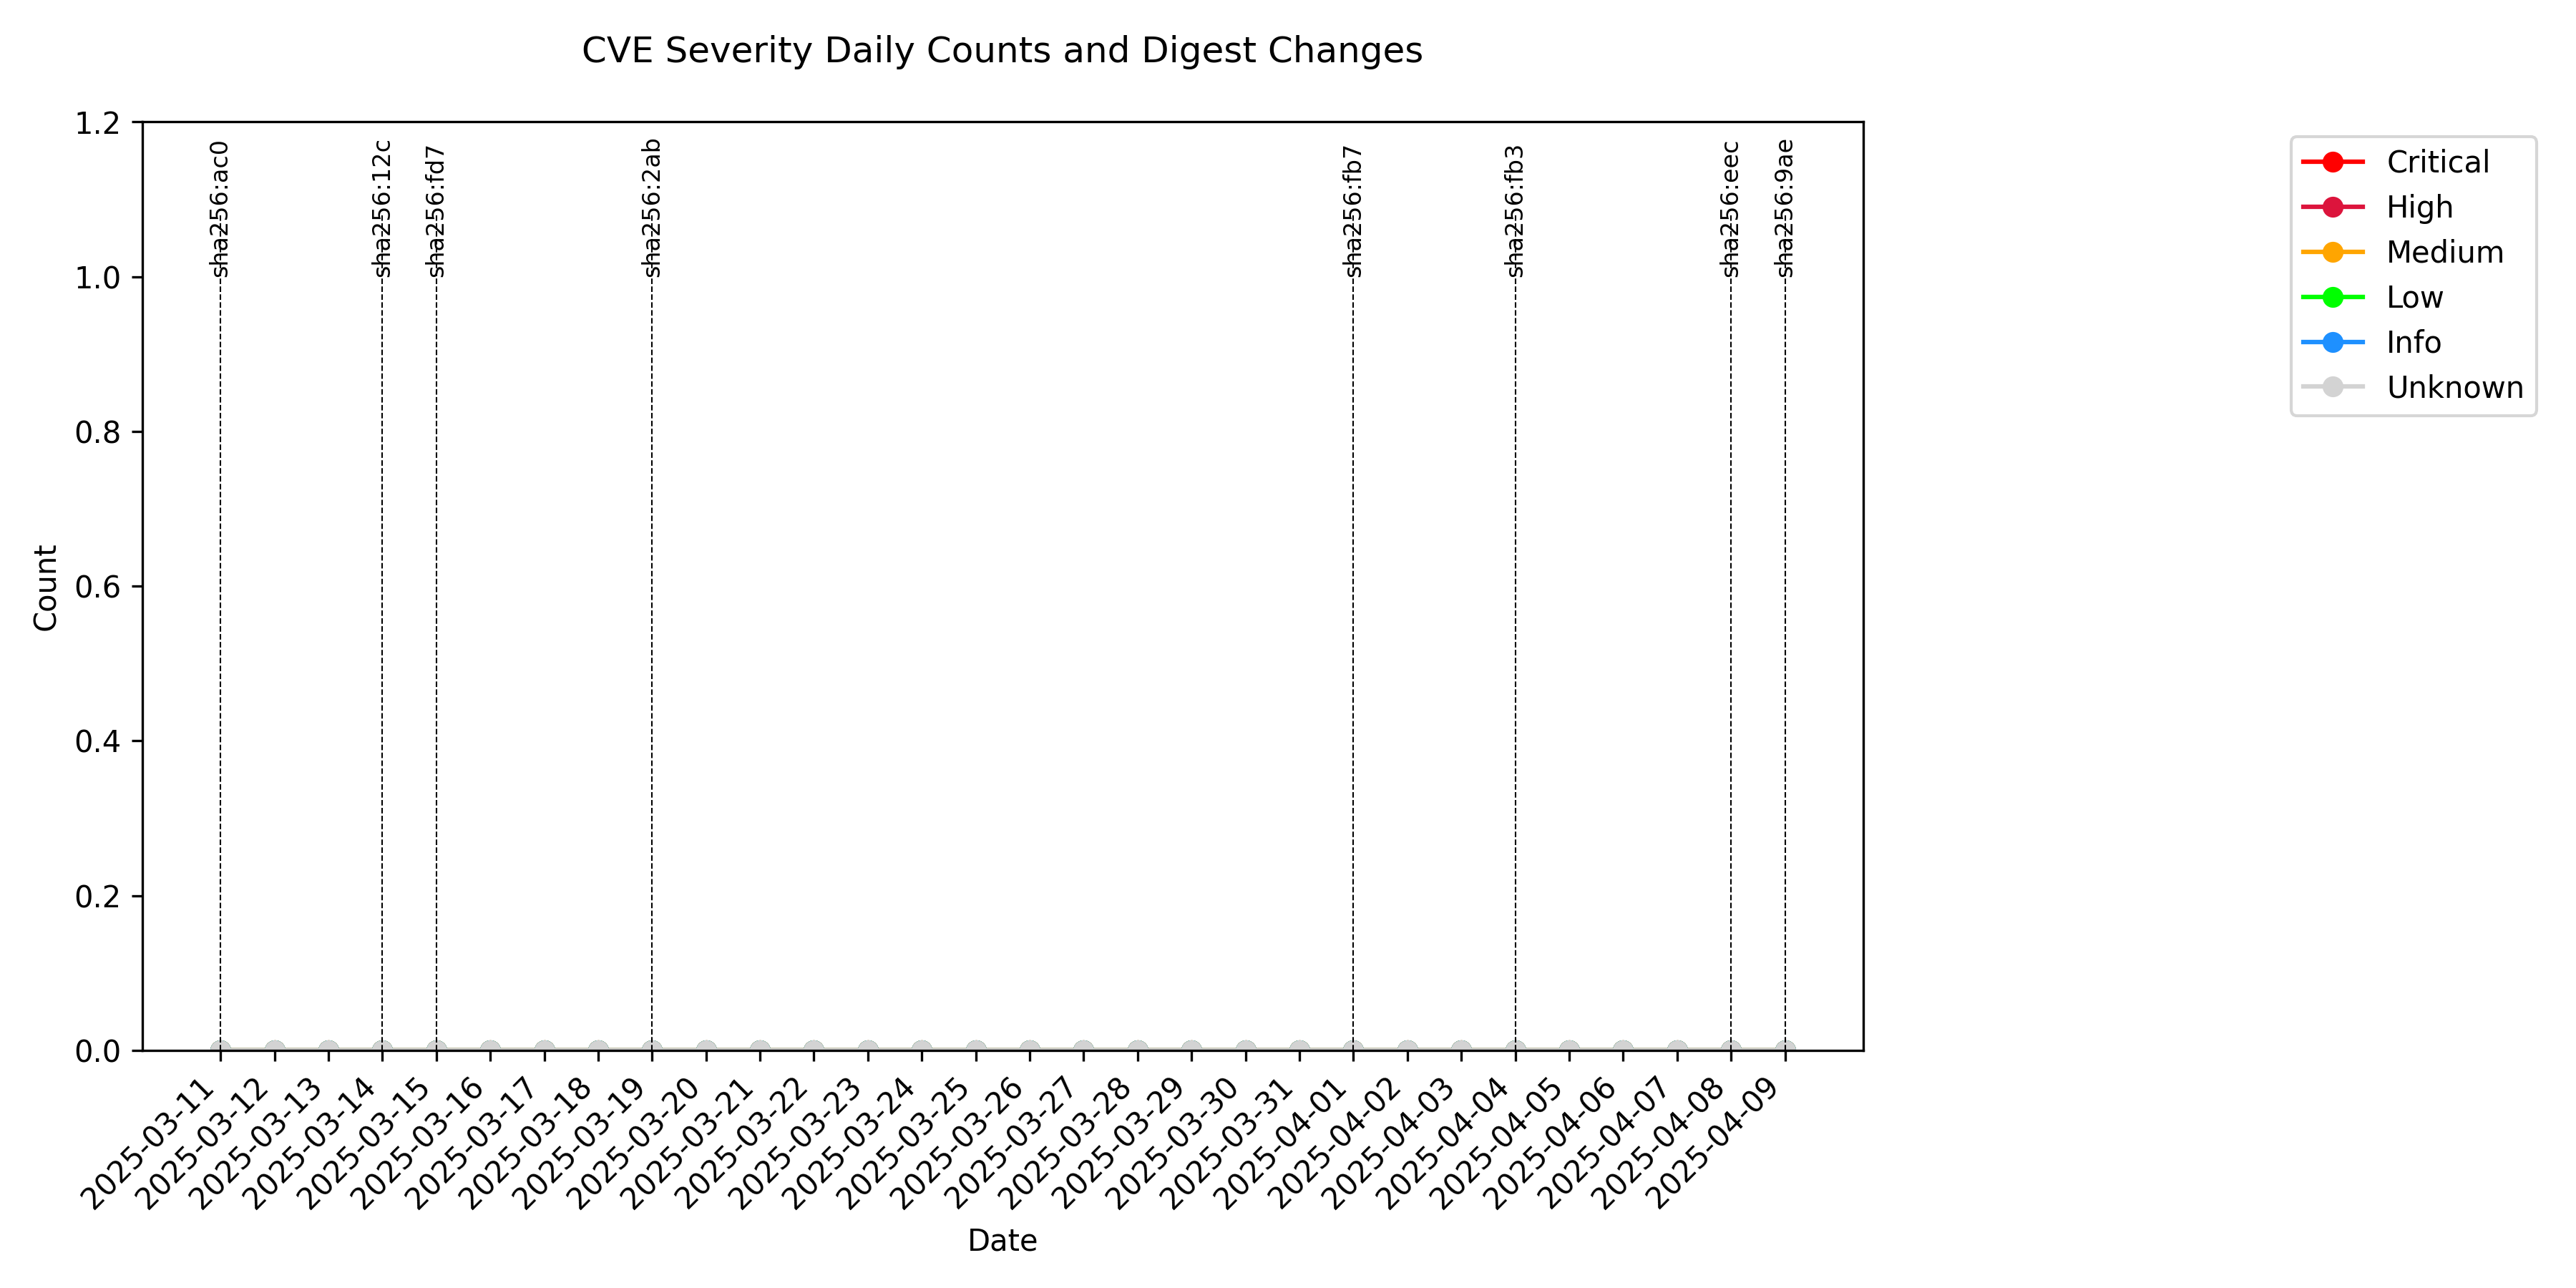 CVE Severity Daily Counts and Digest Changes
1.2
1.0
0.8
0.6
0.4
0.2
0.0
Count
sha256:ac0
sha256:12c
sha256:fd7
sha256:2ab
sha256:fb7
sha256:fb3
sha256:eec
sha256:9ae
Critical
High
Medium
Low
Info
Unknown
2025-03-11
2025-03-12
2025-03-13
2025-03-14
2025-03-15
2025-03-16
2025-03-17
2025-03-18
2025-03-19
2025-03-20
2025-03-21
2025-03-22
2025-03-23
2025-03-24
2025-03-25
2025-03-26
2025-03-27
2025-03-28
2025-03-29
2025-03-30
2025-03-31
2025-04-01
2025-04-02
2025-04-03
2025-04-04
2025-04-05
2025-04-06
2025-04-07
2025-04-08
2025-04-09
Date